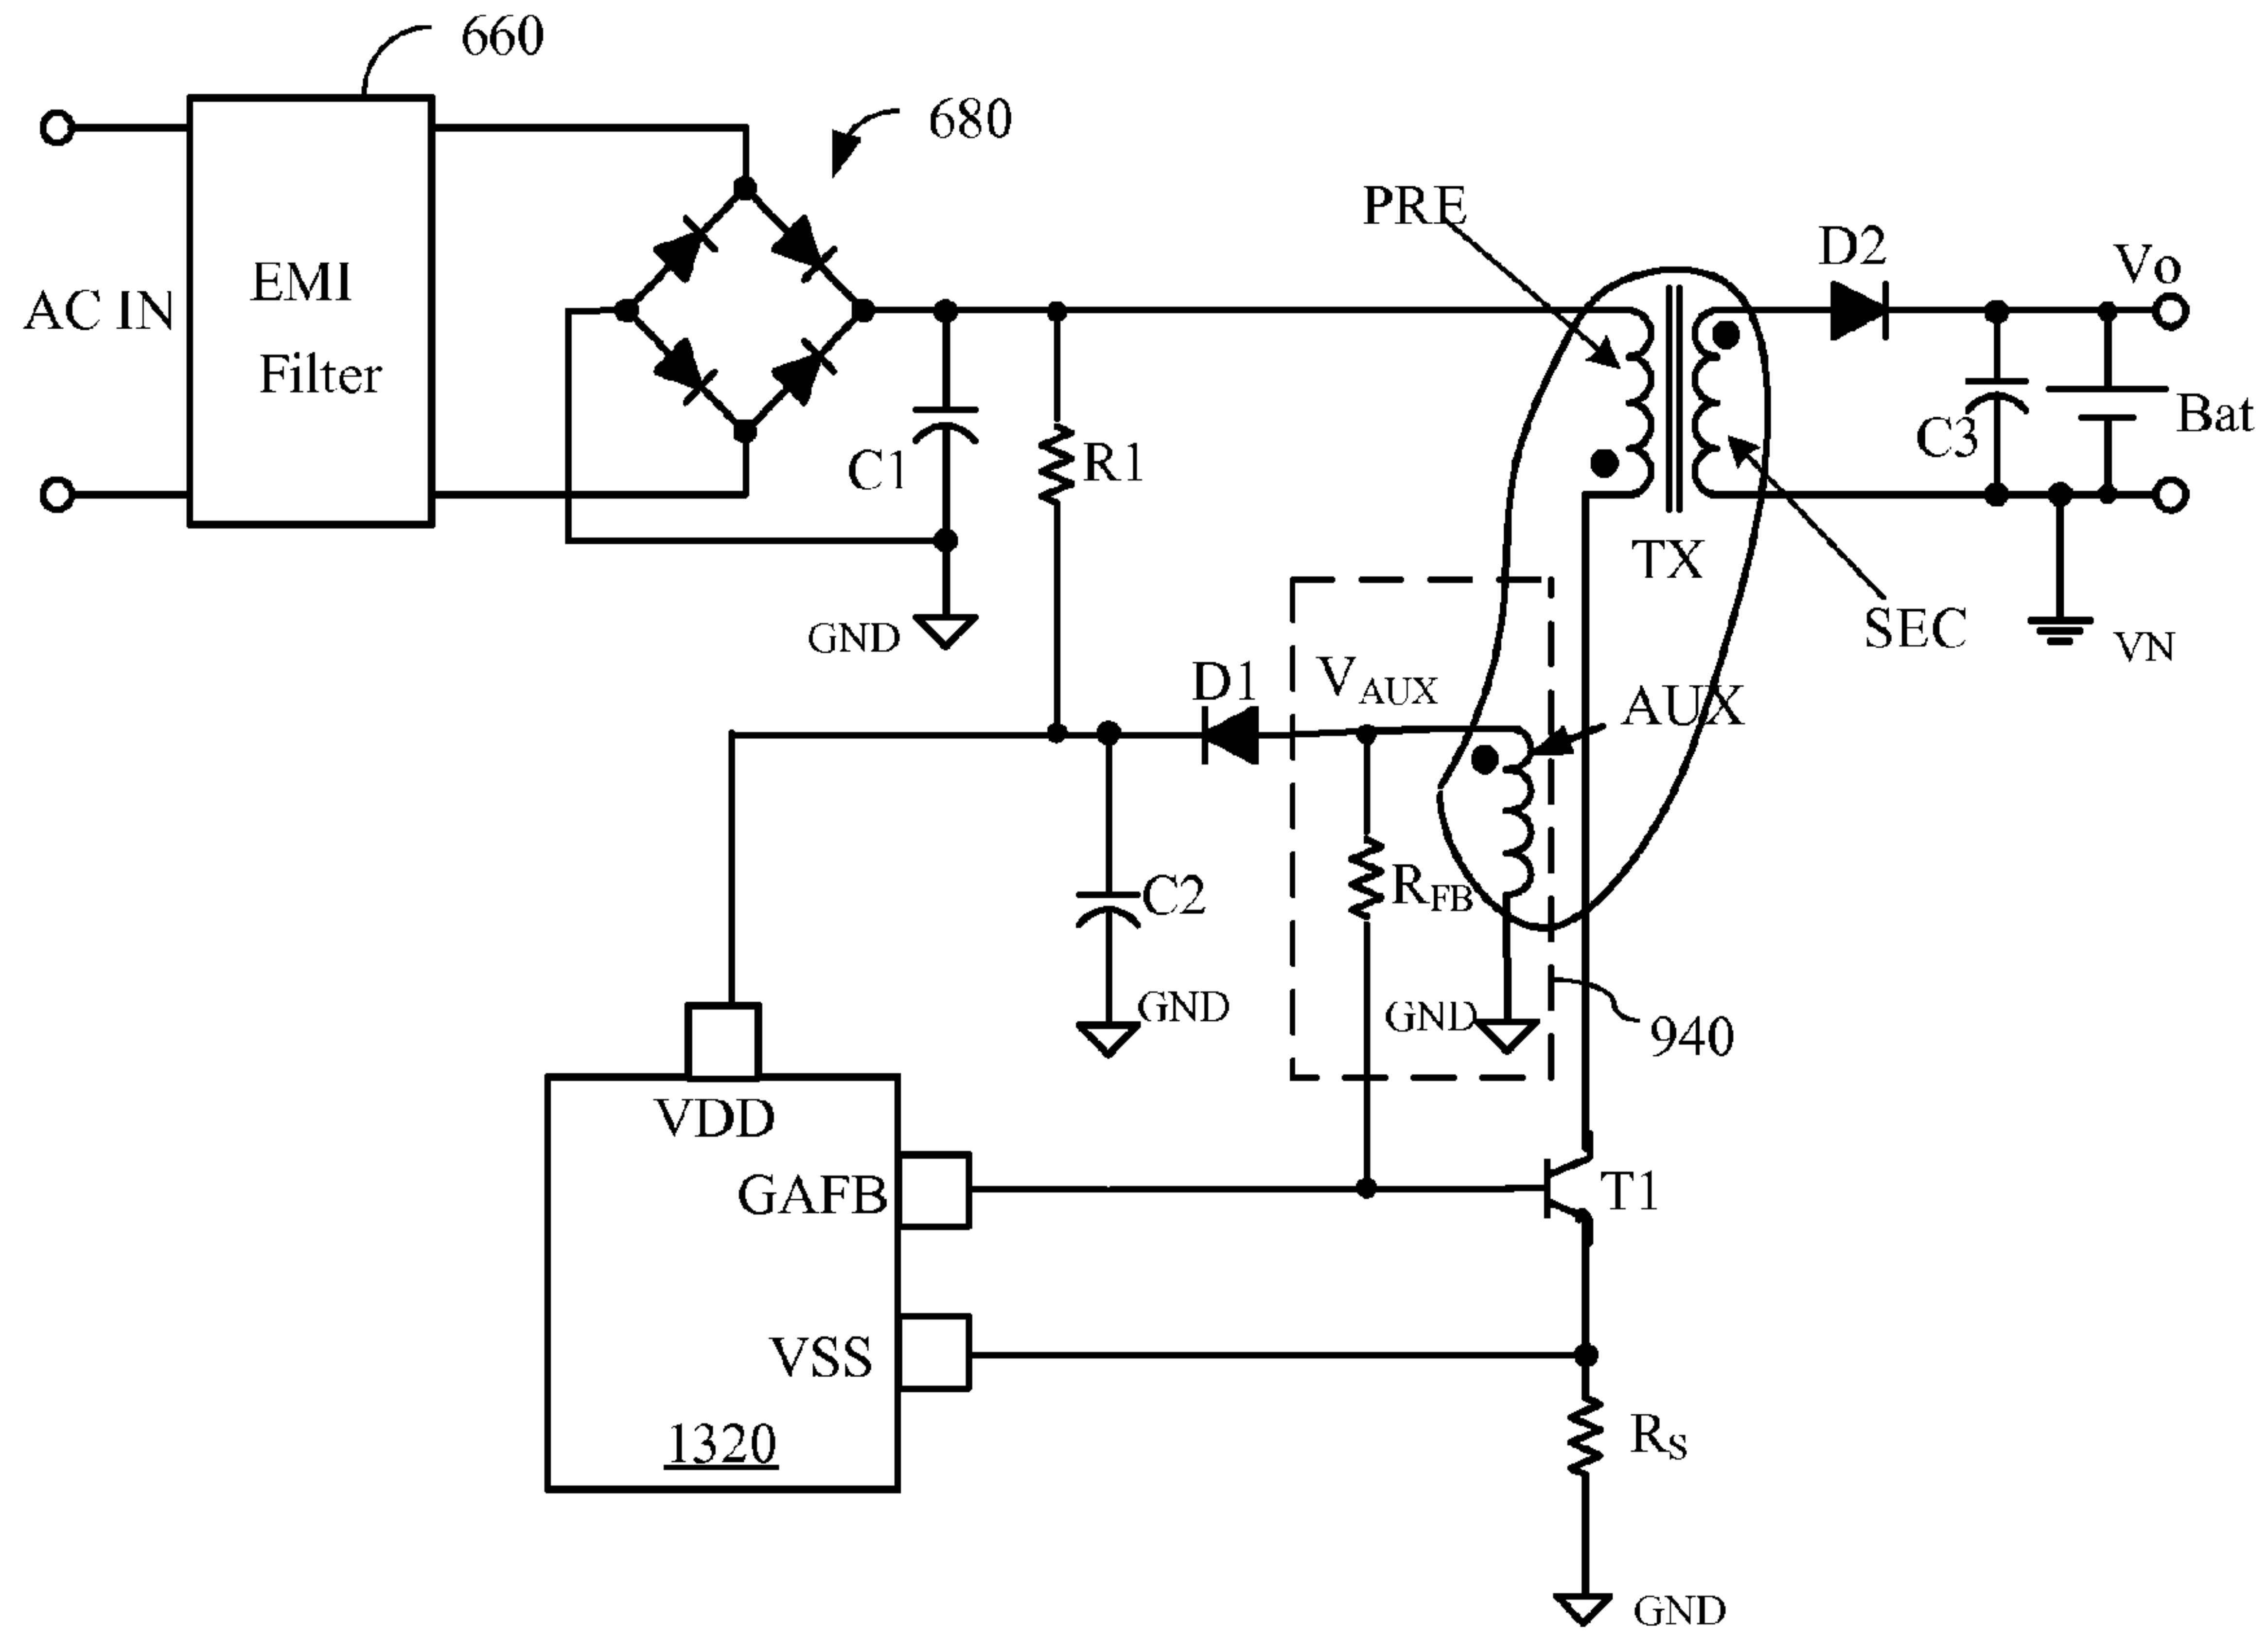 660
680
PRE
D2
Vo
EMI
Filter
AC IN
C1
R1
C3
Bat
TX
SEC
VN
GND
D1
VAUX
AUX
C2
RFB
GND
GND
940
VDD
GAFB
T1
VSS
1320
RS
GND